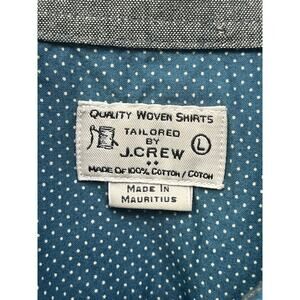 QUALITY WOVEN SHIRTS
TAILORED
BY
J.CREW
L
MADE OF 100% COTTON / COTON
MADE IN
MAURITIUS